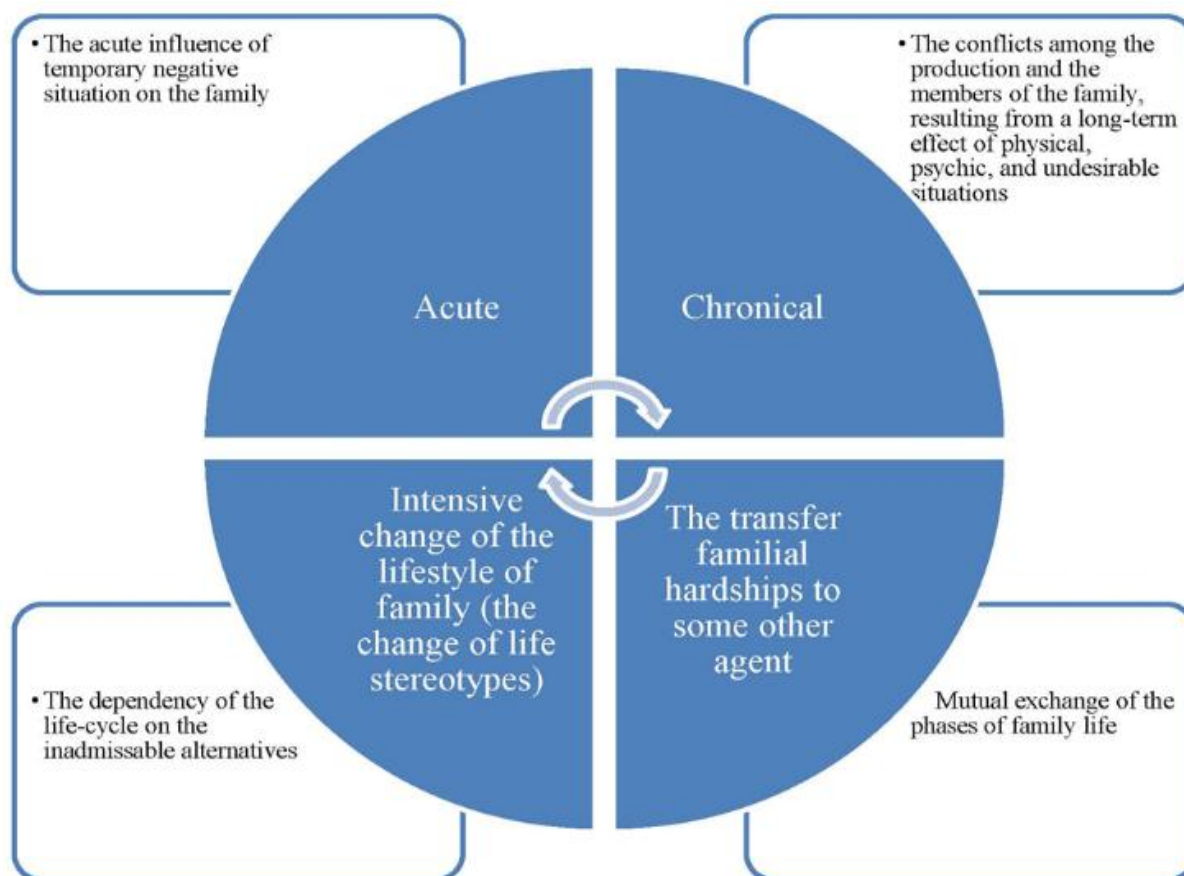 • The acute influence of
temporary negative
situation on the family
• The conflicts among the
production and the
members of the family,
resulting from a long-term
effect of physical,
psychic, and undesirable
situations
Acute
Chronical
Intensive
change of the
lifestyle of
family (the
change of life
stereotypes)
The transfer
familial
hardships to
some other
agent
• The dependency of the
life-cycle on the
inadmissable alternatives
Mutual exchange of the
phases of family life